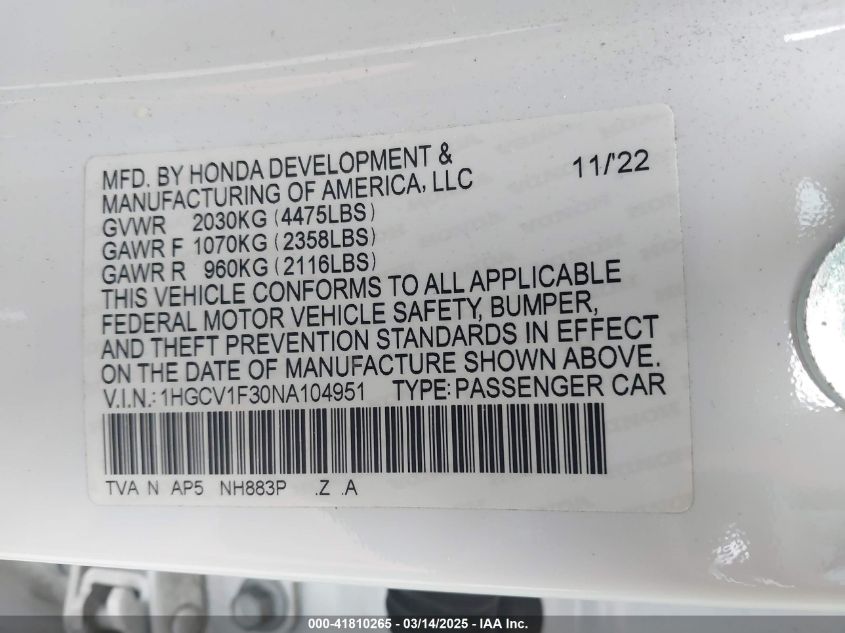 MFD. BY HONDA DEVELOPMENT & 11/'22
MANUFACTURING OF AMERICA, LLC
GVWR 2030KG (4475LBS)
GAWR F 1070KG (2358LBS)
GAWR R 960KG (2116LBS)
THIS VEHICLE CONFORMS TO ALL APPLICABLE
FEDERAL MOTOR VEHICLE SAFETY, BUMPER,
AND THEFT PREVENTION STANDARDS IN EFFECT
ON THE DATE OF MANUFACTURE SHOWN ABOVE.
V.I.N.: 1HGCV1F30NA104951 TYPE: PASSENGER CAR
TVA N AP5 NH883P .Z .A
000-41810265 - 03/14/2025 - IAAI.COM